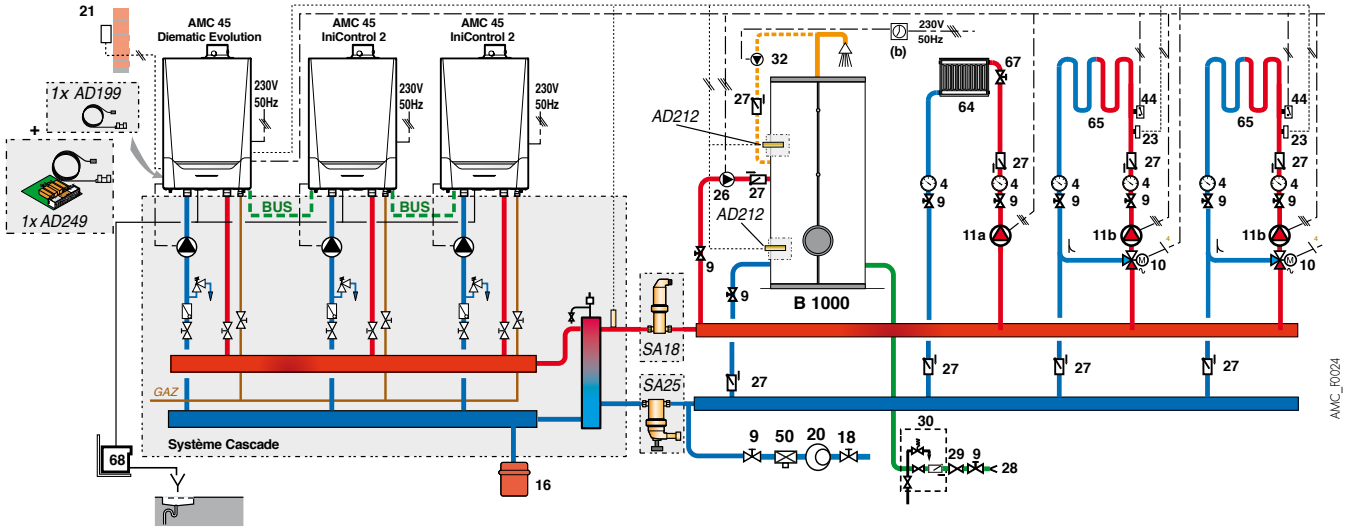 21
AMC 45
Diematic Evolution
AMC 45
IniControl 2
AMC 45
IniControl 2
1x AD199
+
1x AD249
230V
50Hz
230V
50Hz
230V
50Hz
BUS
BUS
GAZ
Système Cascade
68
16
SA18
SA25
32
27
AD212
26
27
AD212
9
9
B 1000
(b)
230V
50Hz
67
64
27
4
4
9
9
11a
44
23
65
27
4
4
9
9
11b
4
M
10
44
23
65
27
4
4
9
9
11b
4
M
10
27
27
27
27
9
50
20
18
30
29
9
28
AMC_F0024